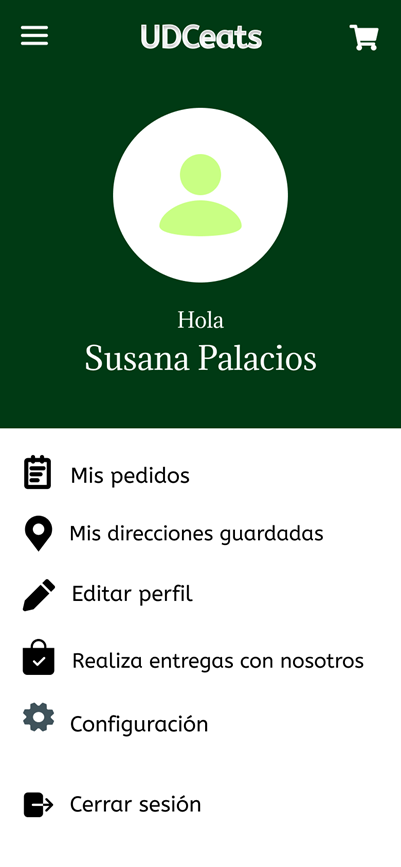 UDCeats
Hola
Susana Palacios
Mis pedidos
Mis direcciones guardadas
Editar perfil
Realiza entregas con nosotros
Configuración
Cerrar sesión